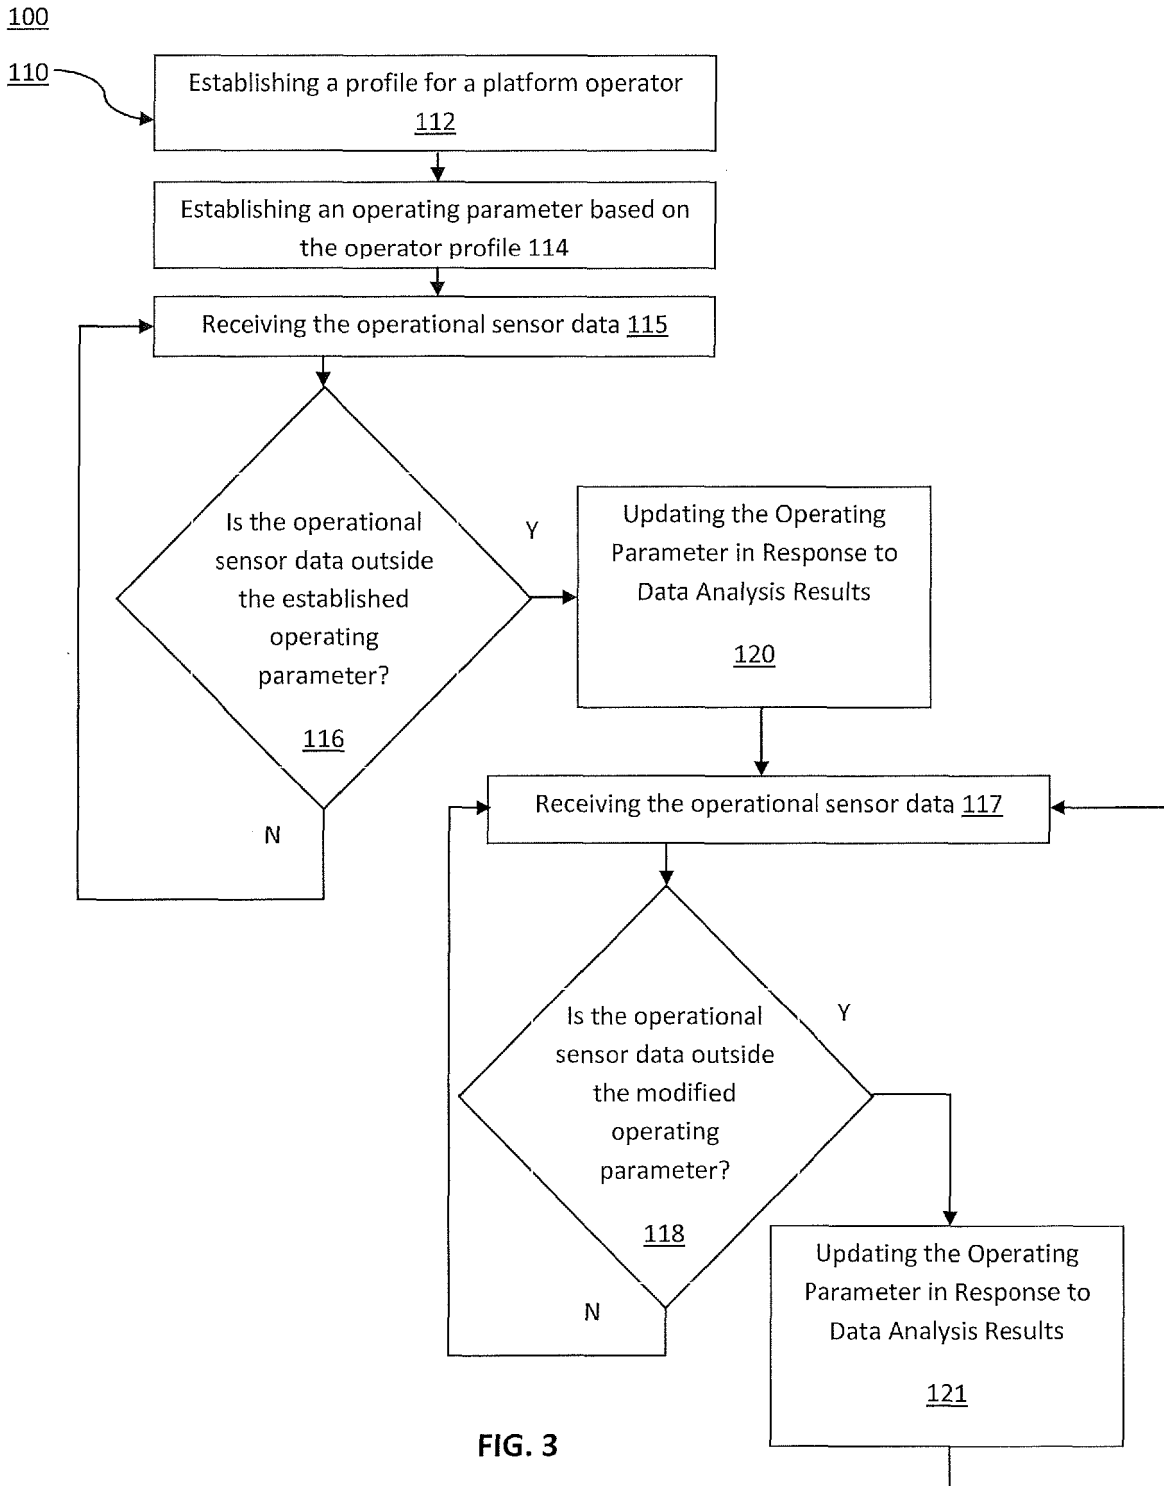 100
110
Establishing a profile for a platform operator
112
Establishing an operating parameter based on
the operator profile 114
Receiving the operational sensor data 115
Is the operational
sensor data outside
the established
operating
parameter?
116
Y
N
Updating the Operating
Parameter in Response to
Data Analysis Results
120
Receiving the operational sensor data 117
Is the operational
sensor data outside
the modified
operating
parameter?
118
Y
N
Updating the Operating
Parameter in Response to
Data Analysis Results
121
FIG. 3